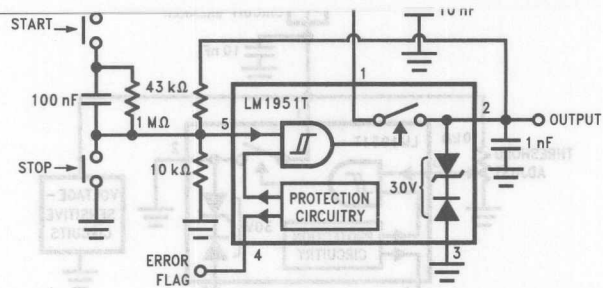 START
10 nF
1
100 nF
43 kΩ
LM1951T
1 MΩ
5
2
OUTPUT
1 nF
STOP
10 kΩ
30V
PROTECTION
CIRCUITRY
4
3
ERROR
FLAG